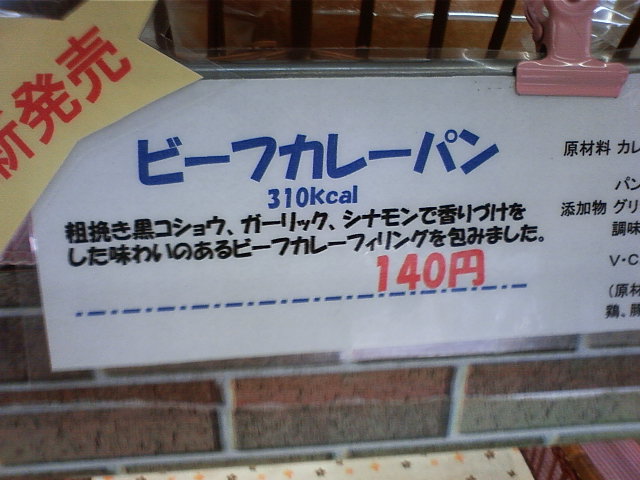 新発売
ビーフカレーパン
310Kcal
粗挽き黒コショウ、ガーリック、シナモンで香りづけを
した味わいのあるビーフカレーフィリングを包みました。
140円
原材料 カレ
パン
添加物 グリ
調味
V・C
(原材
鶏、豚